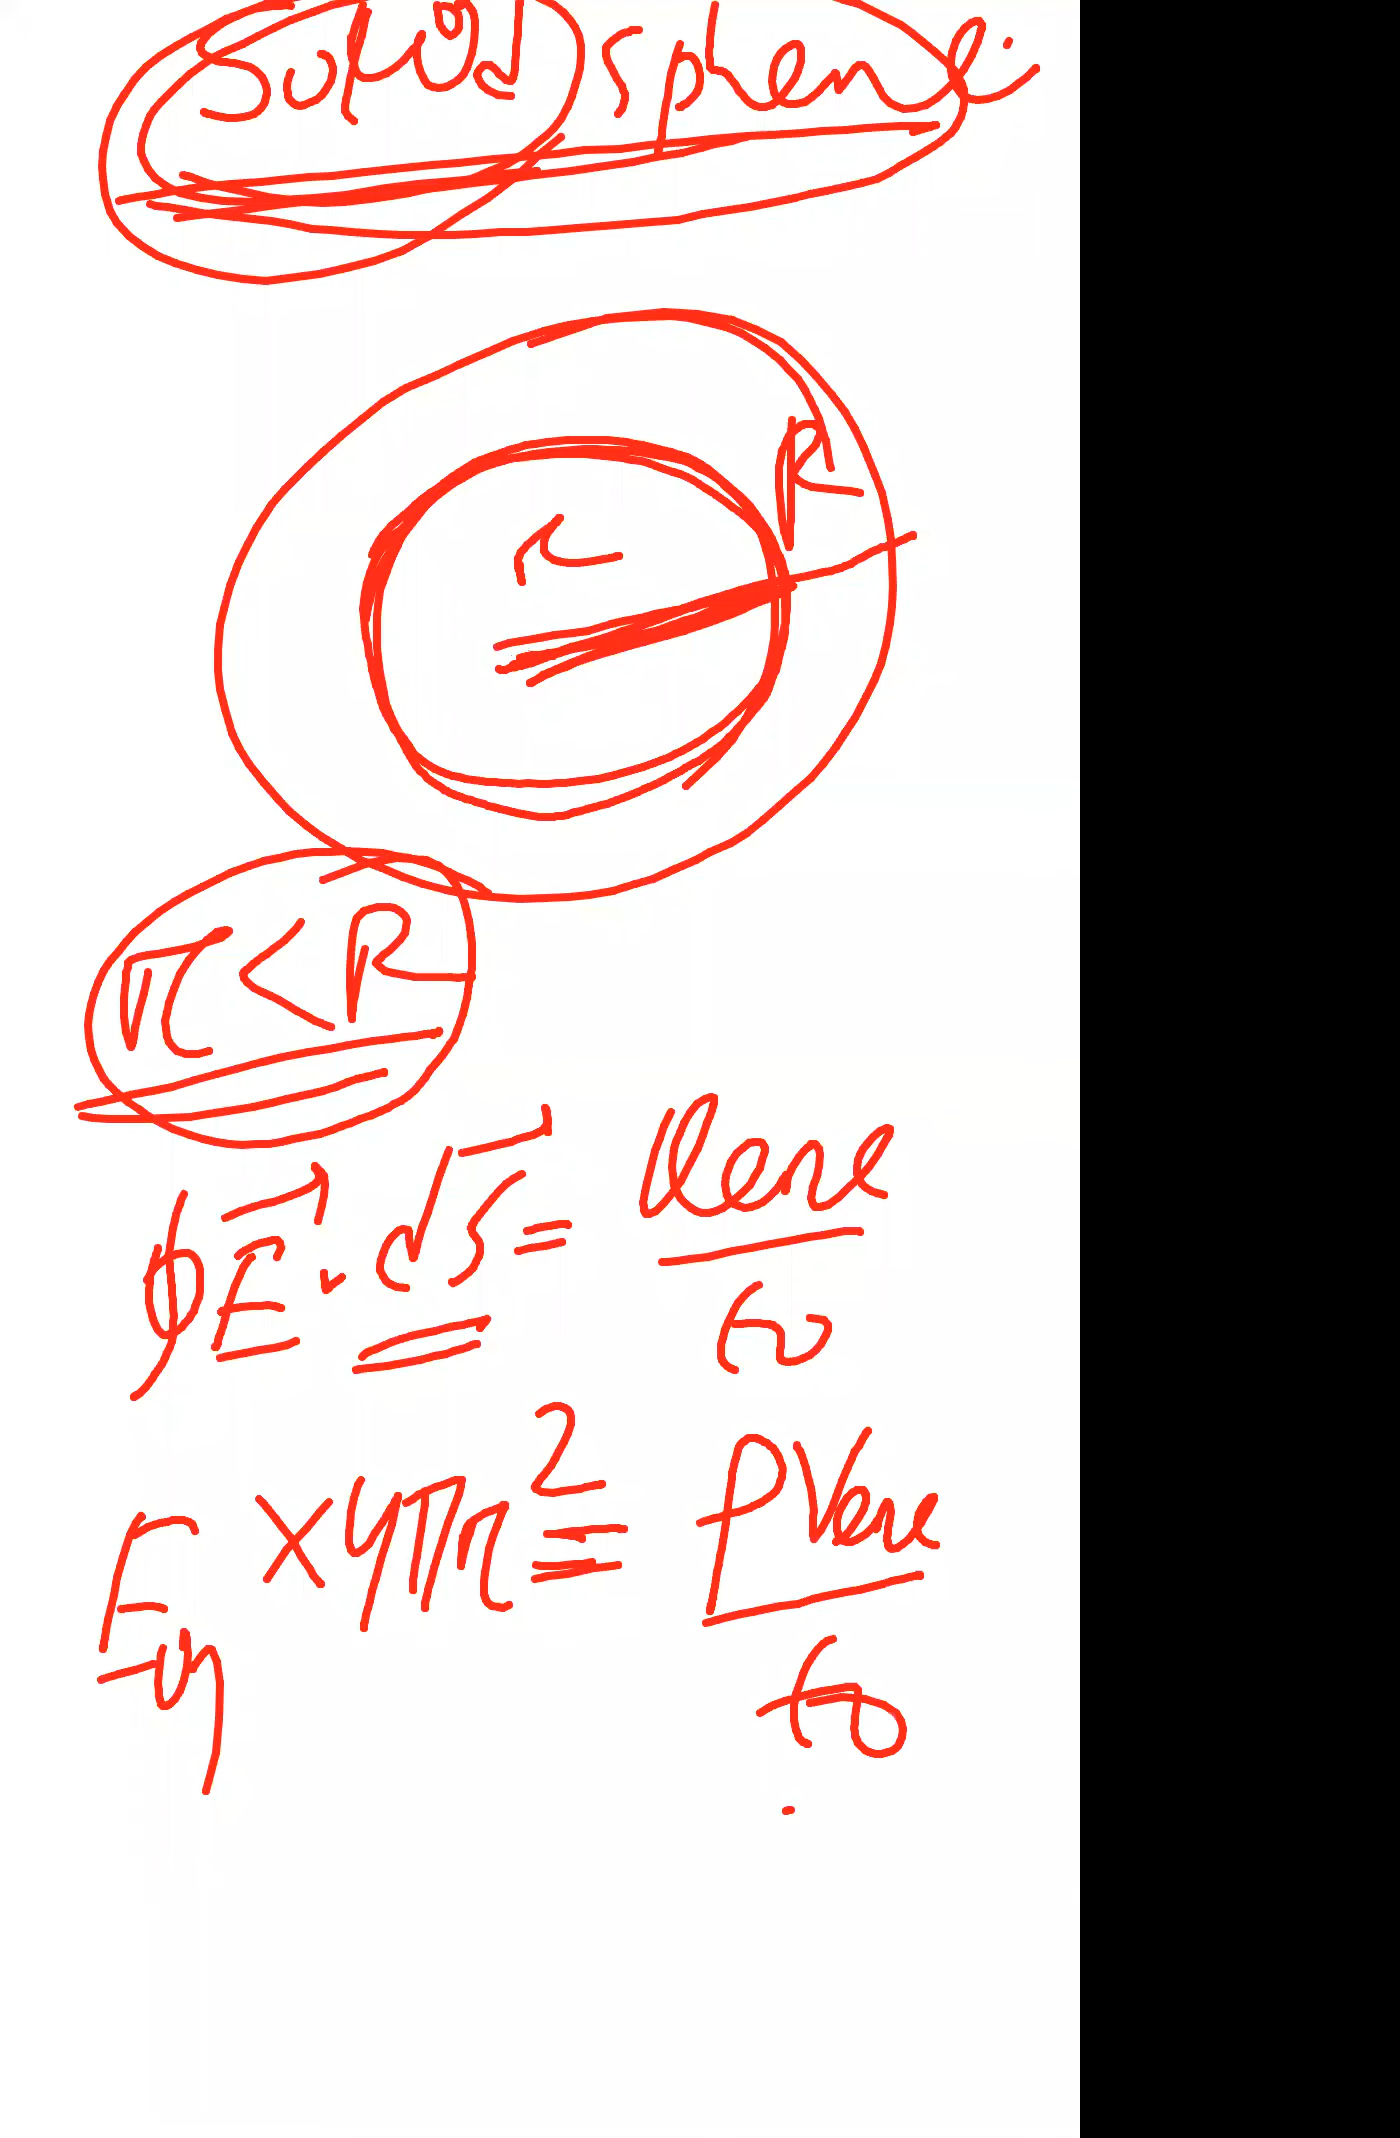 Solid sphere:
R
r
r < R
∮E⃗.dS⃗ = qenc
ε0
Ein × 4πr² = ρVenc
ε0